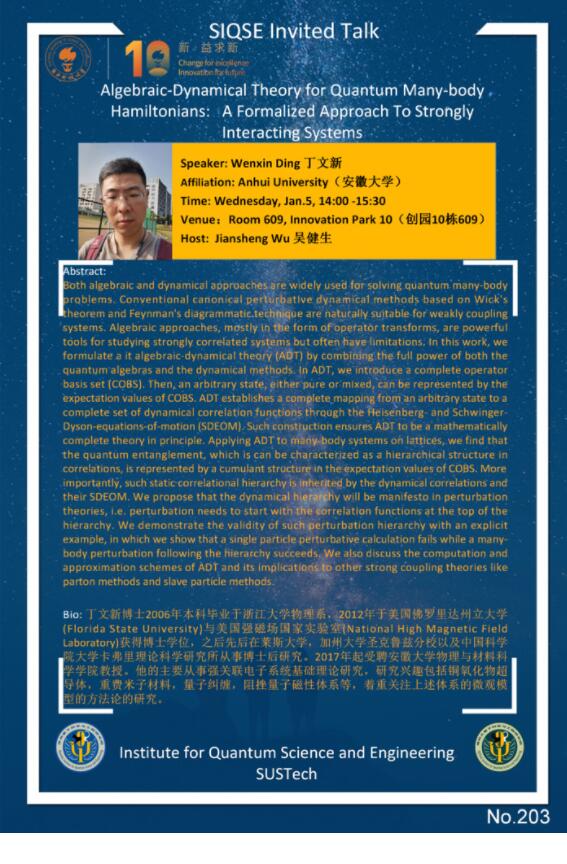 SIQSE Invited Talk
新 益求新
Change for excellence
Innovation for future
Algebraic-Dynamical Theory for Quantum Many-body
Hamiltonians: A Formalized Approach To Strongly
Interacting Systems
Speaker: Wenxin Ding 丁文新
Affiliation: Anhui University（安徽大学）
Time: Wednesday, Jan.5, 14:00 -15:30
Venue：Room 609, Innovation Park 10（创园10栋609）
Host: Jiansheng Wu 吴健生
Abstract:
Both algebraic and dynamical approaches are widely used for solving quantum many-body
problems. Conventional canonical perturbative dynamical methods based on Wick's
theorem and Feynman's diagrammatic technique are naturally suitable for weakly coupling
systems. Algebraic approaches, mostly in the form of operator transforms, are powerful
tools for studying strongly correlated systems but often have limitations. In this work, we
formulate a it algebraic-dynamical theory (ADT) by combining the full power of both the
quantum algebras and the dynamical methods. In ADT, we introduce a complete operator
basis set (COBS). Then, an arbitrary state, either pure or mixed, can be represented by the
expectation values of COBS. ADT establishes a complete mapping from an arbitrary state to a
complete set of dynamical correlation functions through the Heisenberg- and Schwinger-
Dyson-equations-of-motion (SDEOM). Such construction ensures ADT to be a mathematically
complete theory in principle. Applying ADT to many-body systems on lattices, we find that
the quantum entanglement, which is can be characterized as a hierarchical structure in
correlations, is represented by a cumulant structure in the expectation values of COBS. More
importantly, such static correlational hierarchy is inherited by the dynamical correlations and
their SDEOM. We propose that the dynamical hierarchy will be manifesto in perturbation
theories, i.e. perturbation needs to start with the correlation functions at the top of the
hierarchy. We demonstrate the validity of such perturbation hierarchy with an explicit
example, in which we show that a single particle perturbative calculation fails while a many-
body perturbation following the hierarchy succeeds. We also discuss the computation and
approximation schemes of ADT and its implications to other strong coupling theories like
parton methods and slave particle methods.
Bio: 丁文新博士2006年本科毕业于浙江大学物理系，2012年于美国佛罗里达州立大学
(Florida State University)与美国强磁场国家实验室(National High Magnetic Field
Laboratory)获得博士学位，之后先后在莱斯大学，加州大学圣克鲁兹分校以及中国科学
院大学卡弗里理论科学研究所从事博士后研究。2017年起受聘安徽大学物理与材料科
学学院教授。他的主要从事强关联电子系统基础理论研究，研究兴趣包括铜氧化物超
导体，重费米子材料，量子纠缠，阻挫量子磁性体系等，着重关注上述体系的微观模
型的方法论的研究。
Institute for Quantum Science and Engineering
SUSTech
No.203